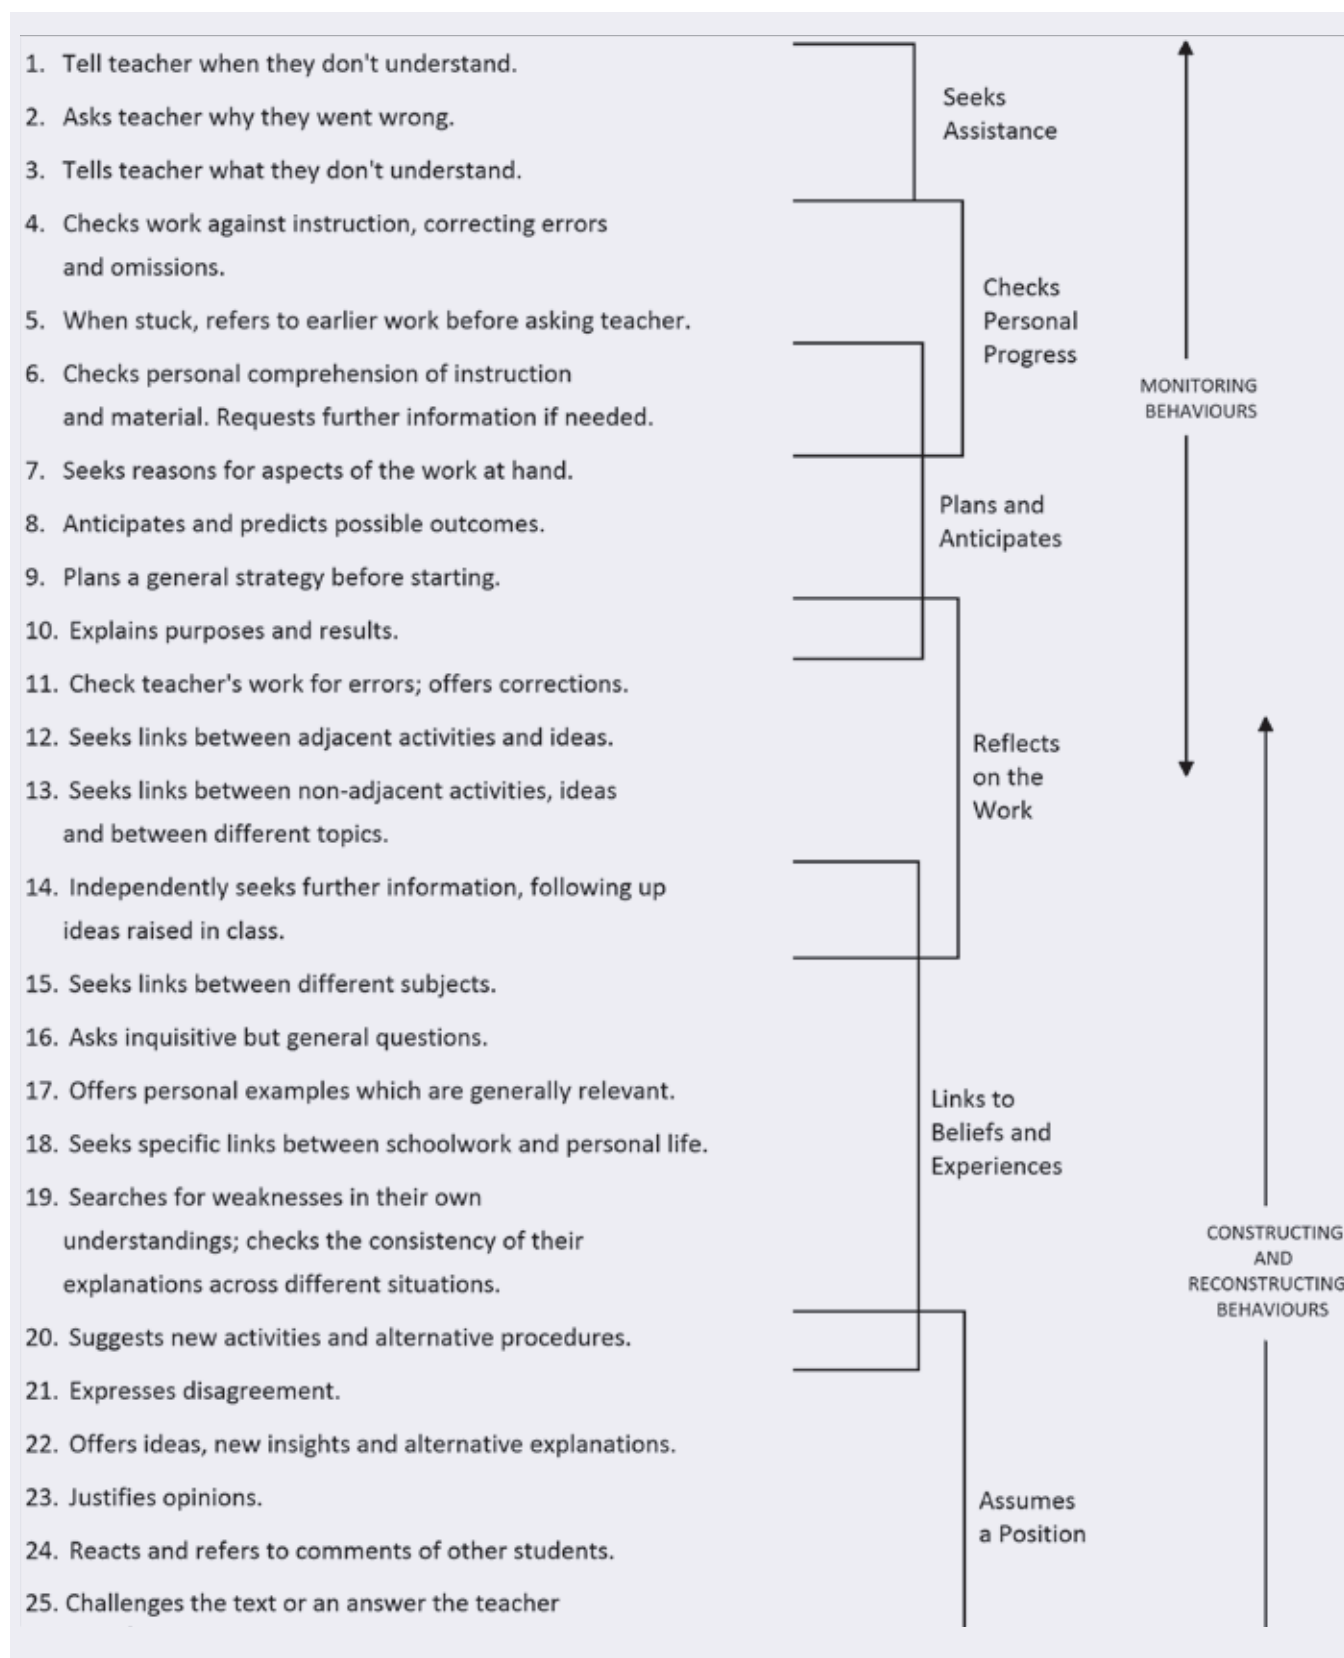 1. Tell teacher when they don't understand.
2. Asks teacher why they went wrong.
3. Tells teacher what they don't understand.
4. Checks work against instruction, correcting errors
and omissions.
5. When stuck, refers to earlier work before asking teacher.
6. Checks personal comprehension of instruction
and material. Requests further information if needed.
7. Seeks reasons for aspects of the work at hand.
8. Anticipates and predicts possible outcomes.
9. Plans a general strategy before starting.
10. Explains purposes and results.
11. Check teacher's work for errors; offers corrections.
12. Seeks links between adjacent activities and ideas.
13. Seeks links between non-adjacent activities, ideas
and between different topics.
14. Independently seeks further information, following up
ideas raised in class.
15. Seeks links between different subjects.
16. Asks inquisitive but general questions.
17. Offers personal examples which are generally relevant.
18. Seeks specific links between schoolwork and personal life.
19. Searches for weaknesses in their own
understandings; checks the consistency of their
explanations across different situations.
20. Suggests new activities and alternative procedures.
21. Expresses disagreement.
22. Offers ideas, new insights and alternative explanations.
23. Justifies opinions.
24. Reacts and refers to comments of other students.
25. Challenges the text or an answer the teacher
Seeks
Assistance
Checks
Personal
Progress
Plans and
Anticipates
Reflects
on the
Work
Links to
Beliefs and
Experiences
Assumes
a Position
MONITORING
BEHAVIOURS
CONSTRUCTING
AND
RECONSTRUCTING
BEHAVIOURS